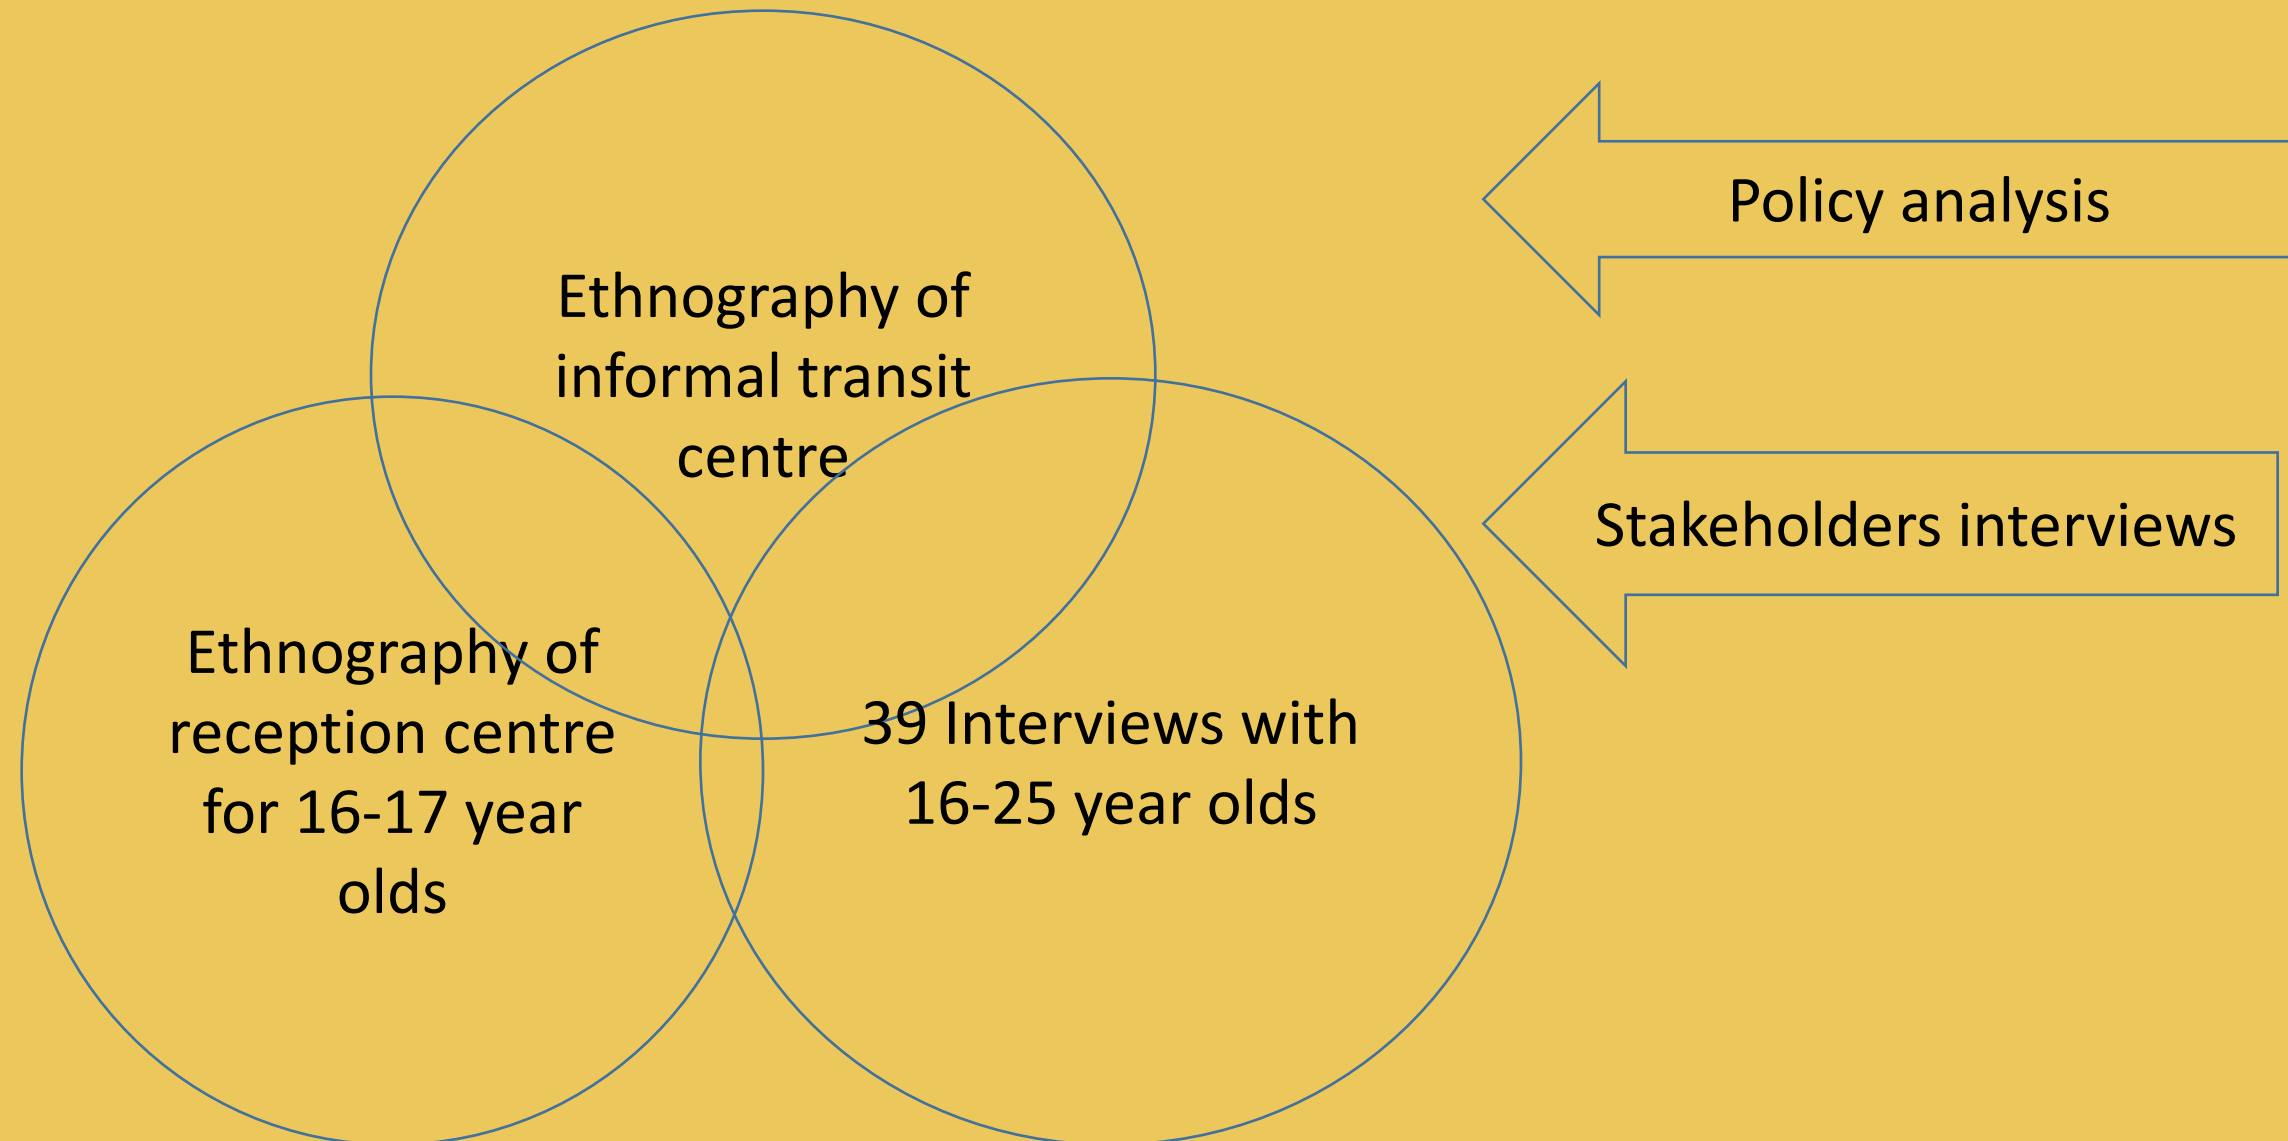 Ethnography of
informal transit
centre
Ethnography of
reception centre
for 16-17 year
olds
39 Interviews with
16-25 year olds
Policy analysis
Stakeholders interviews